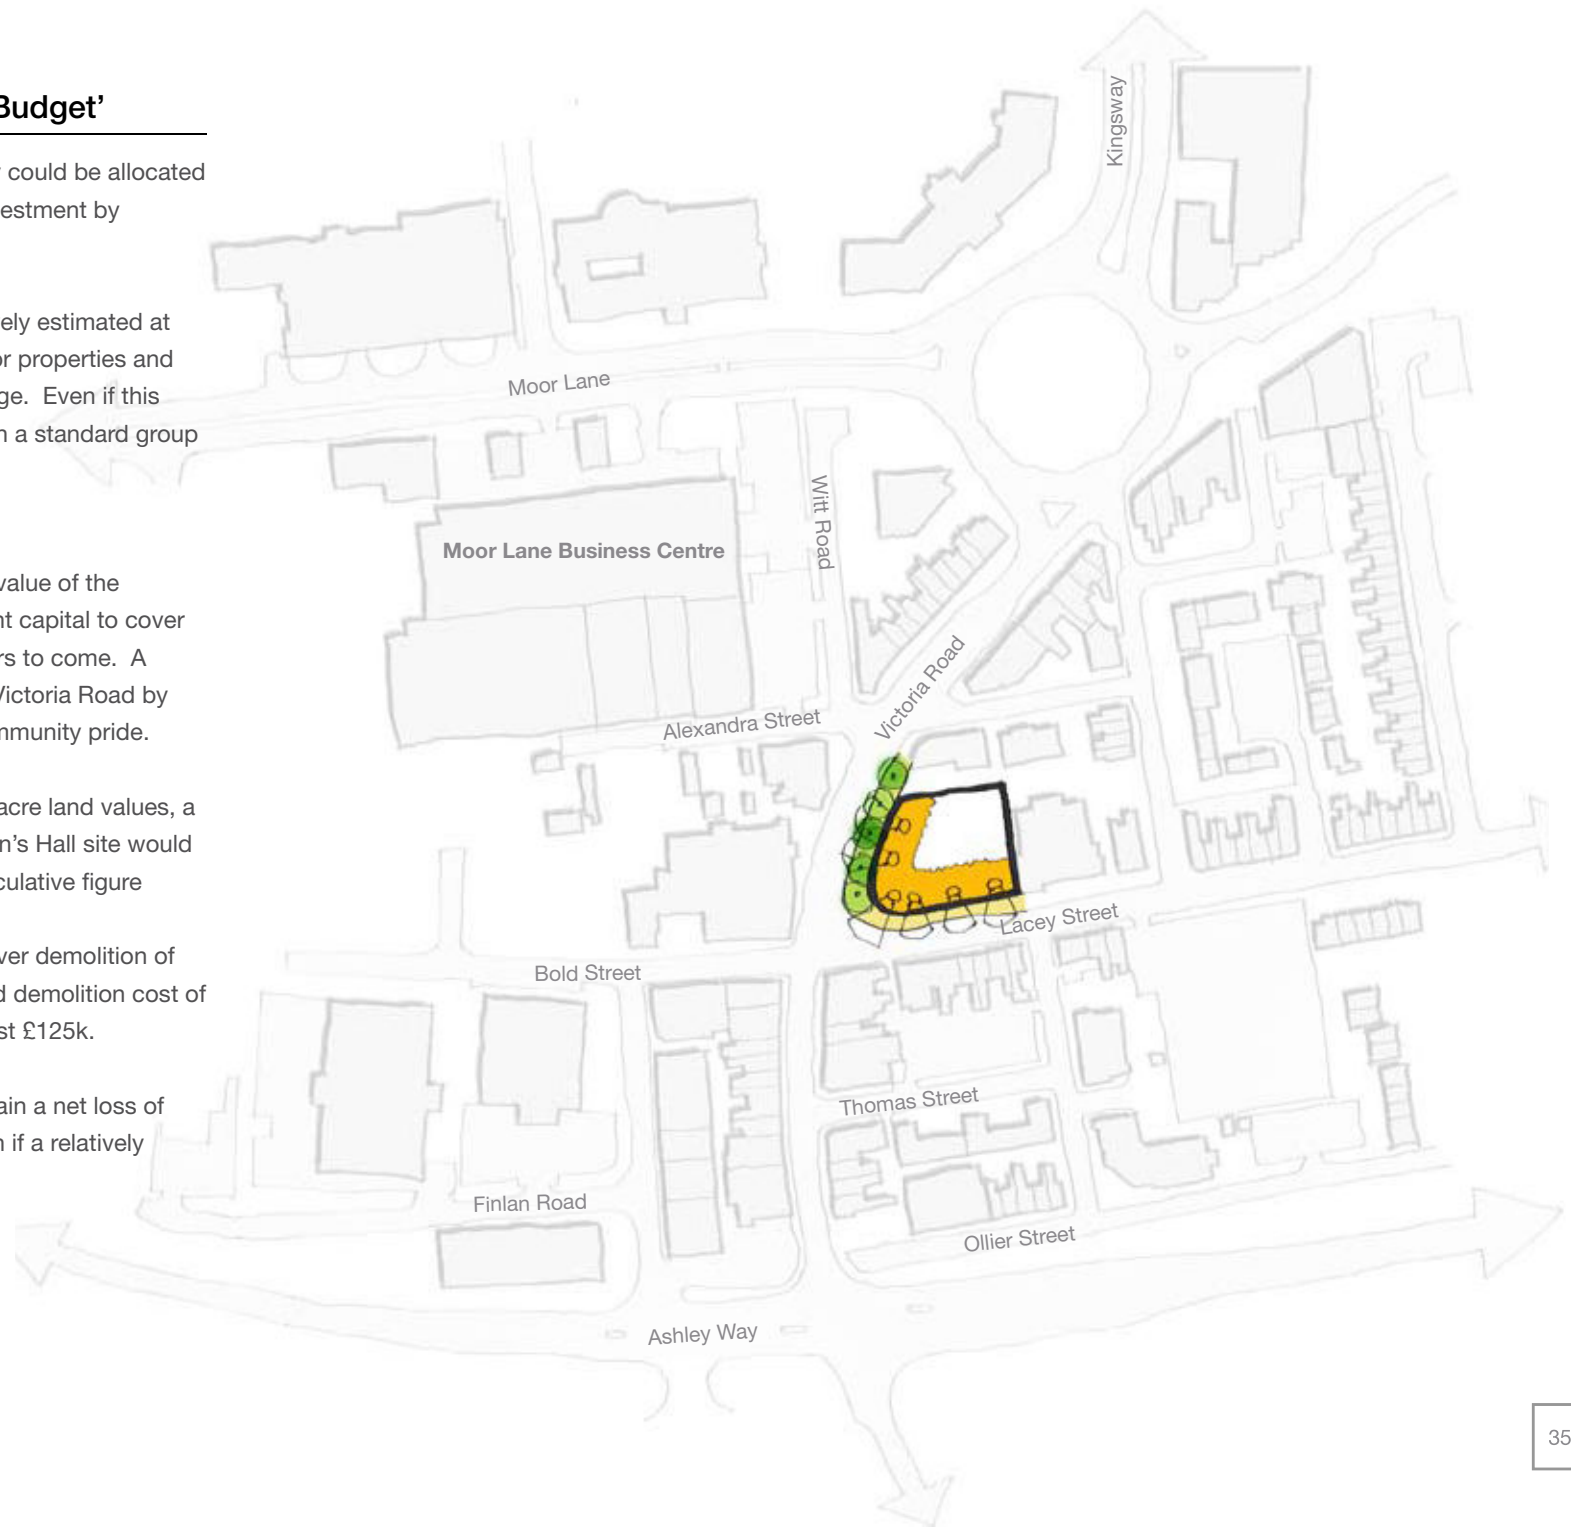 Budget’
could be allocated
estment by
ely estimated at
or properties and
ge. Even if this
n a standard group
value of the
nt capital to cover
rs to come. A
Victoria Road by
mmunity pride.
acre land values, a
n’s Hall site would
culative figure
ver demolition of
d demolition cost of
st £125k.
ain a net loss of
n if a relatively
Kingsway
Moor Lane
Witt Road
Moor Lane Business Centre
Victoria Road
Alexandra Street
Lacey Street
Bold Street
Thomas Street
Finlan Road
Ollier Street
Ashley Way
35